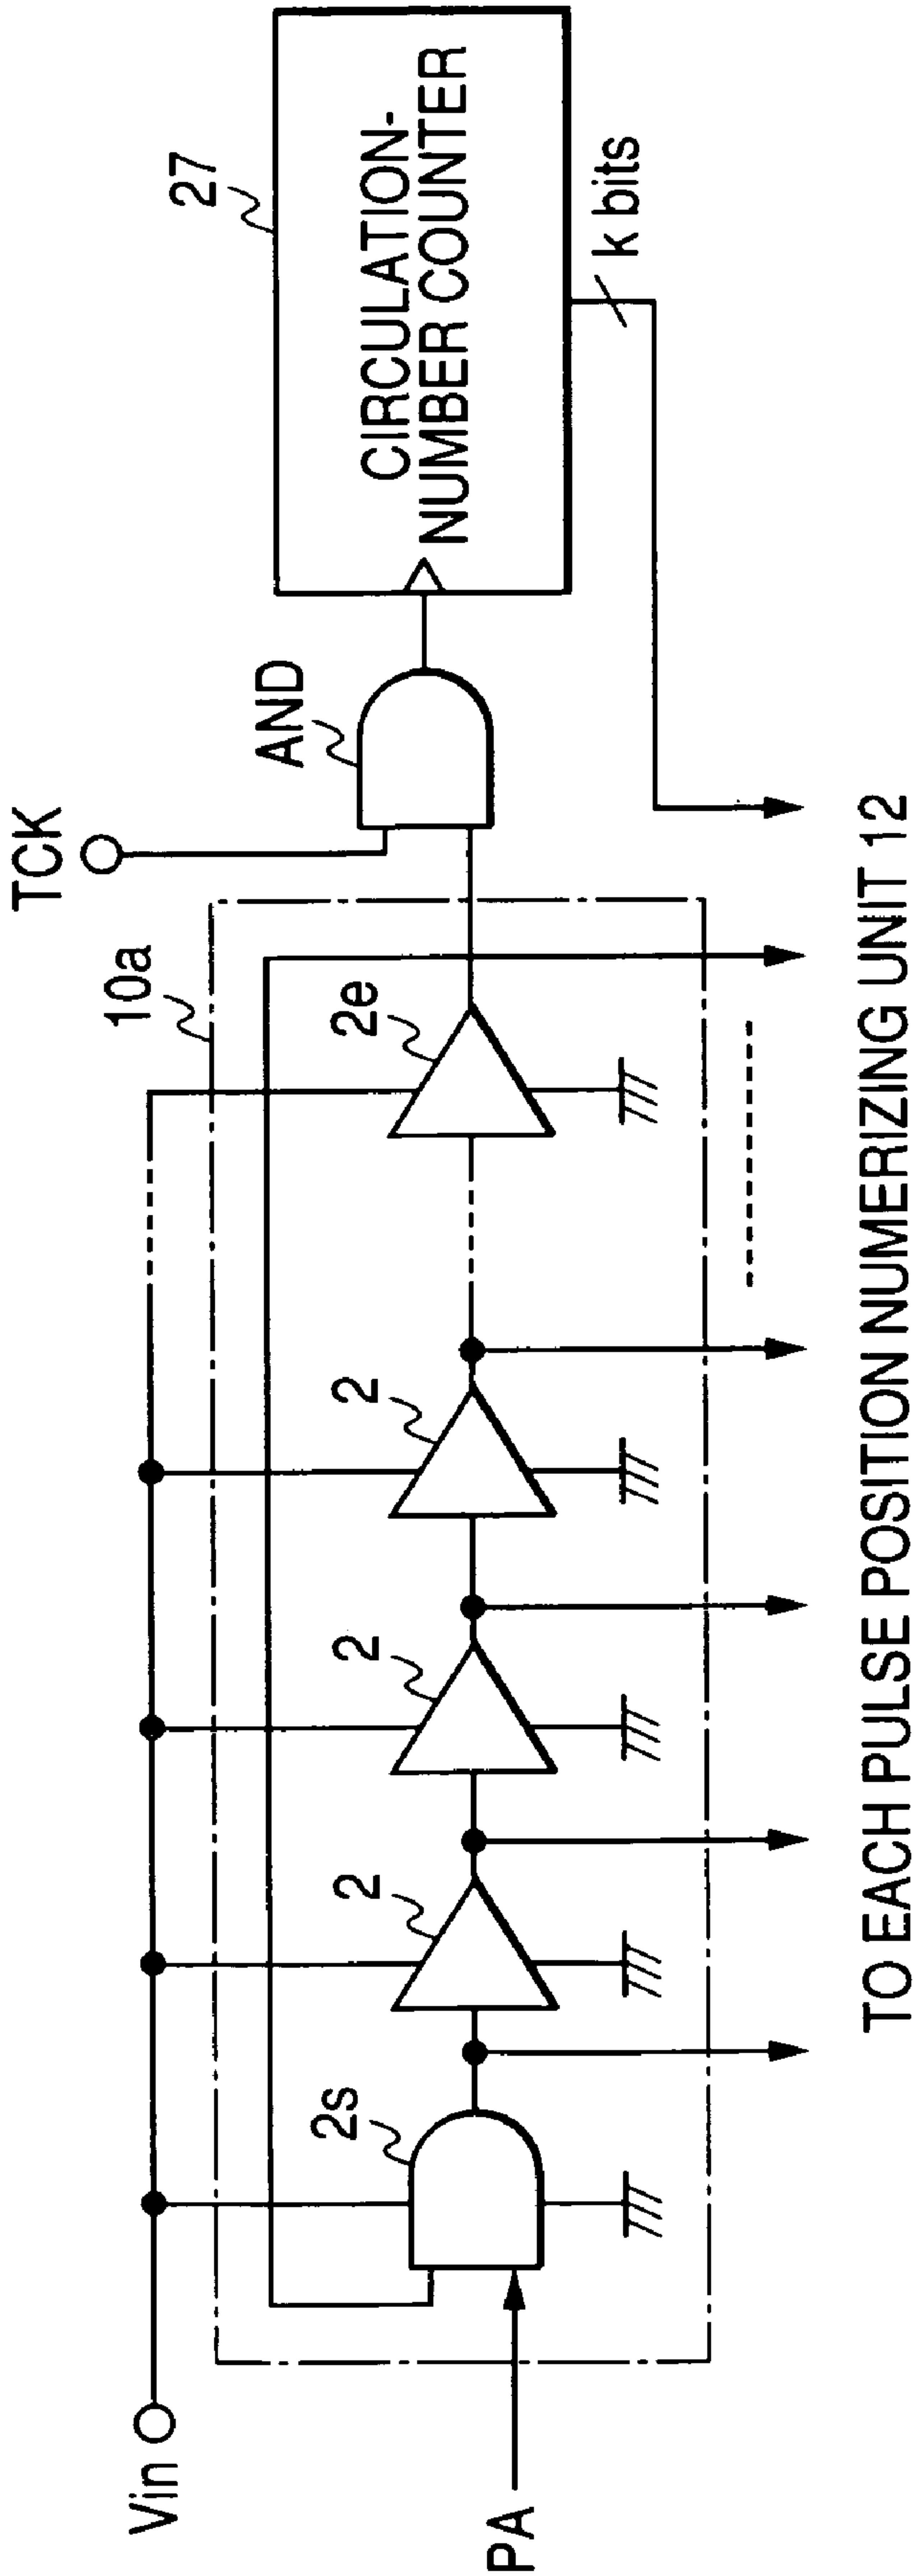 TCK
27
CIRCULATION-
NUMBER COUNTER
AND
k bits
10a
2e
2
2
2
2s
Vin
PA
TO EACH PULSE POSITION NUMERIZING UNIT 12